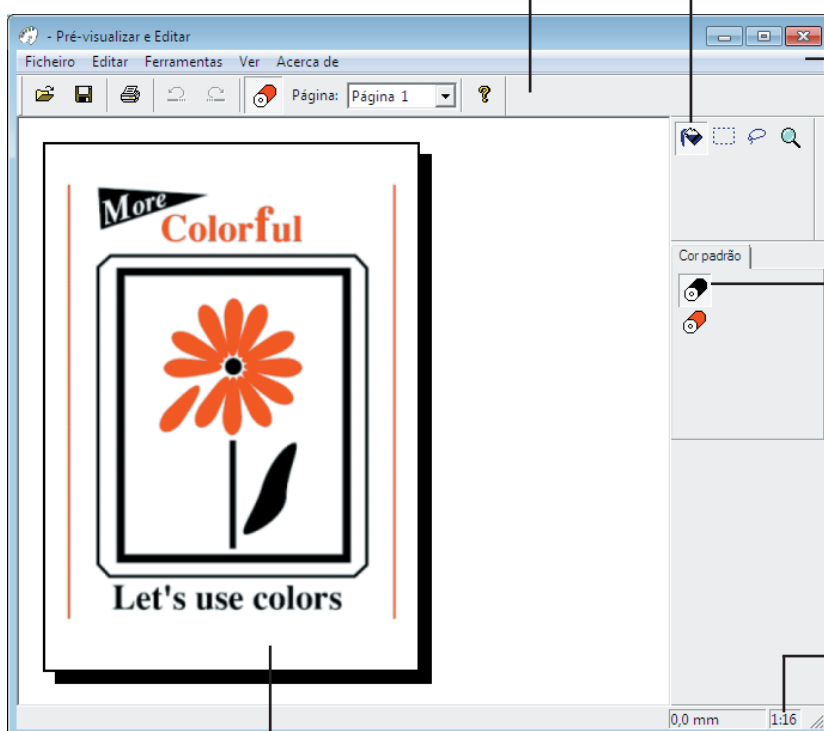 - Pré-visualizar e Editar
Ficheiro Editar Ferramentas Ver Acerca de
Página: Página 1
Cor padrão
More
Colorful
Let's use colors
0,0 mm 1:16